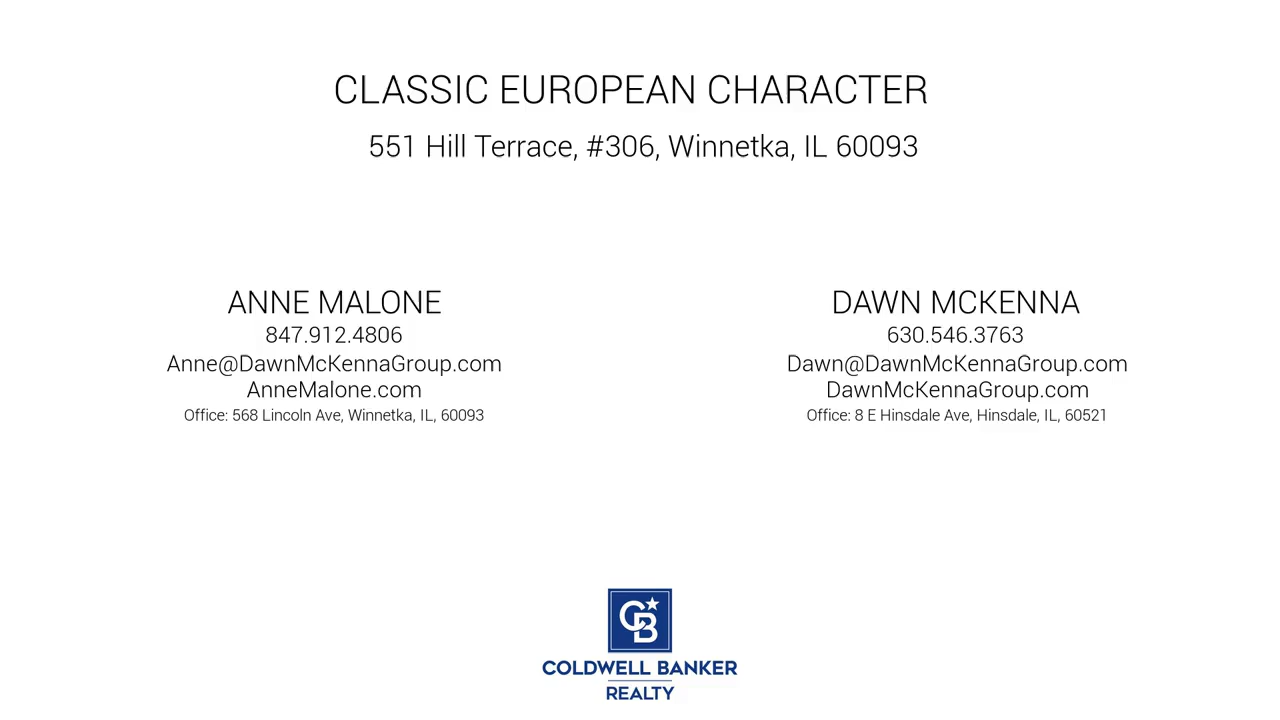 CLASSIC EUROPEAN CHARACTER
551 Hill Terrace, #306, Winnetka, IL 60093
ANNE MALONE
847.912.4806
Anne@DawnMcKennaGroup.com
AnneMalone.com
Office: 568 Lincoln Ave, Winnetka, IL, 60093
DAWN MCKENNA
630.546.3763
Dawn@DawnMcKennaGroup.com
DawnMcKennaGroup.com
Office: 8 E Hinsdale Ave, Hinsdale, IL, 60521
CB
COLDWELL BANKER
REALTY